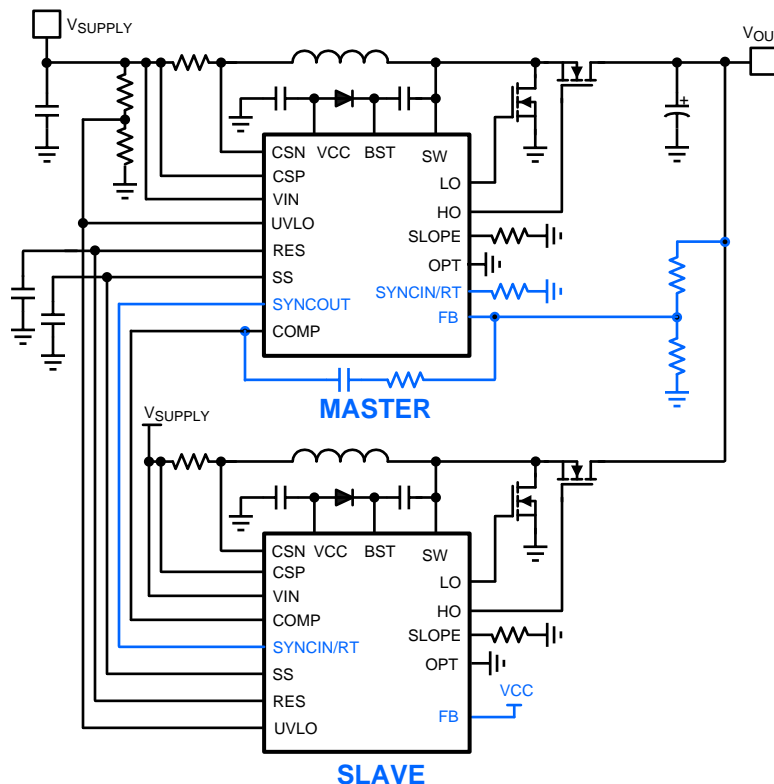 VSUPPLY
VOU
CSN
VCC
BST
SW
CSP
LO
VIN
HO
UVLO
SLOPE
RES
OPT
SS
SYNCIN/RT
SYNCOUT
FB
COMP
MASTER
VSUPPLY
CSN
VCC
BST
SW
CSP
LO
VIN
HO
COMP
SLOPE
SYNCIN/RT
OPT
SS
VCC
RES
FB
UVLO
SLAVE